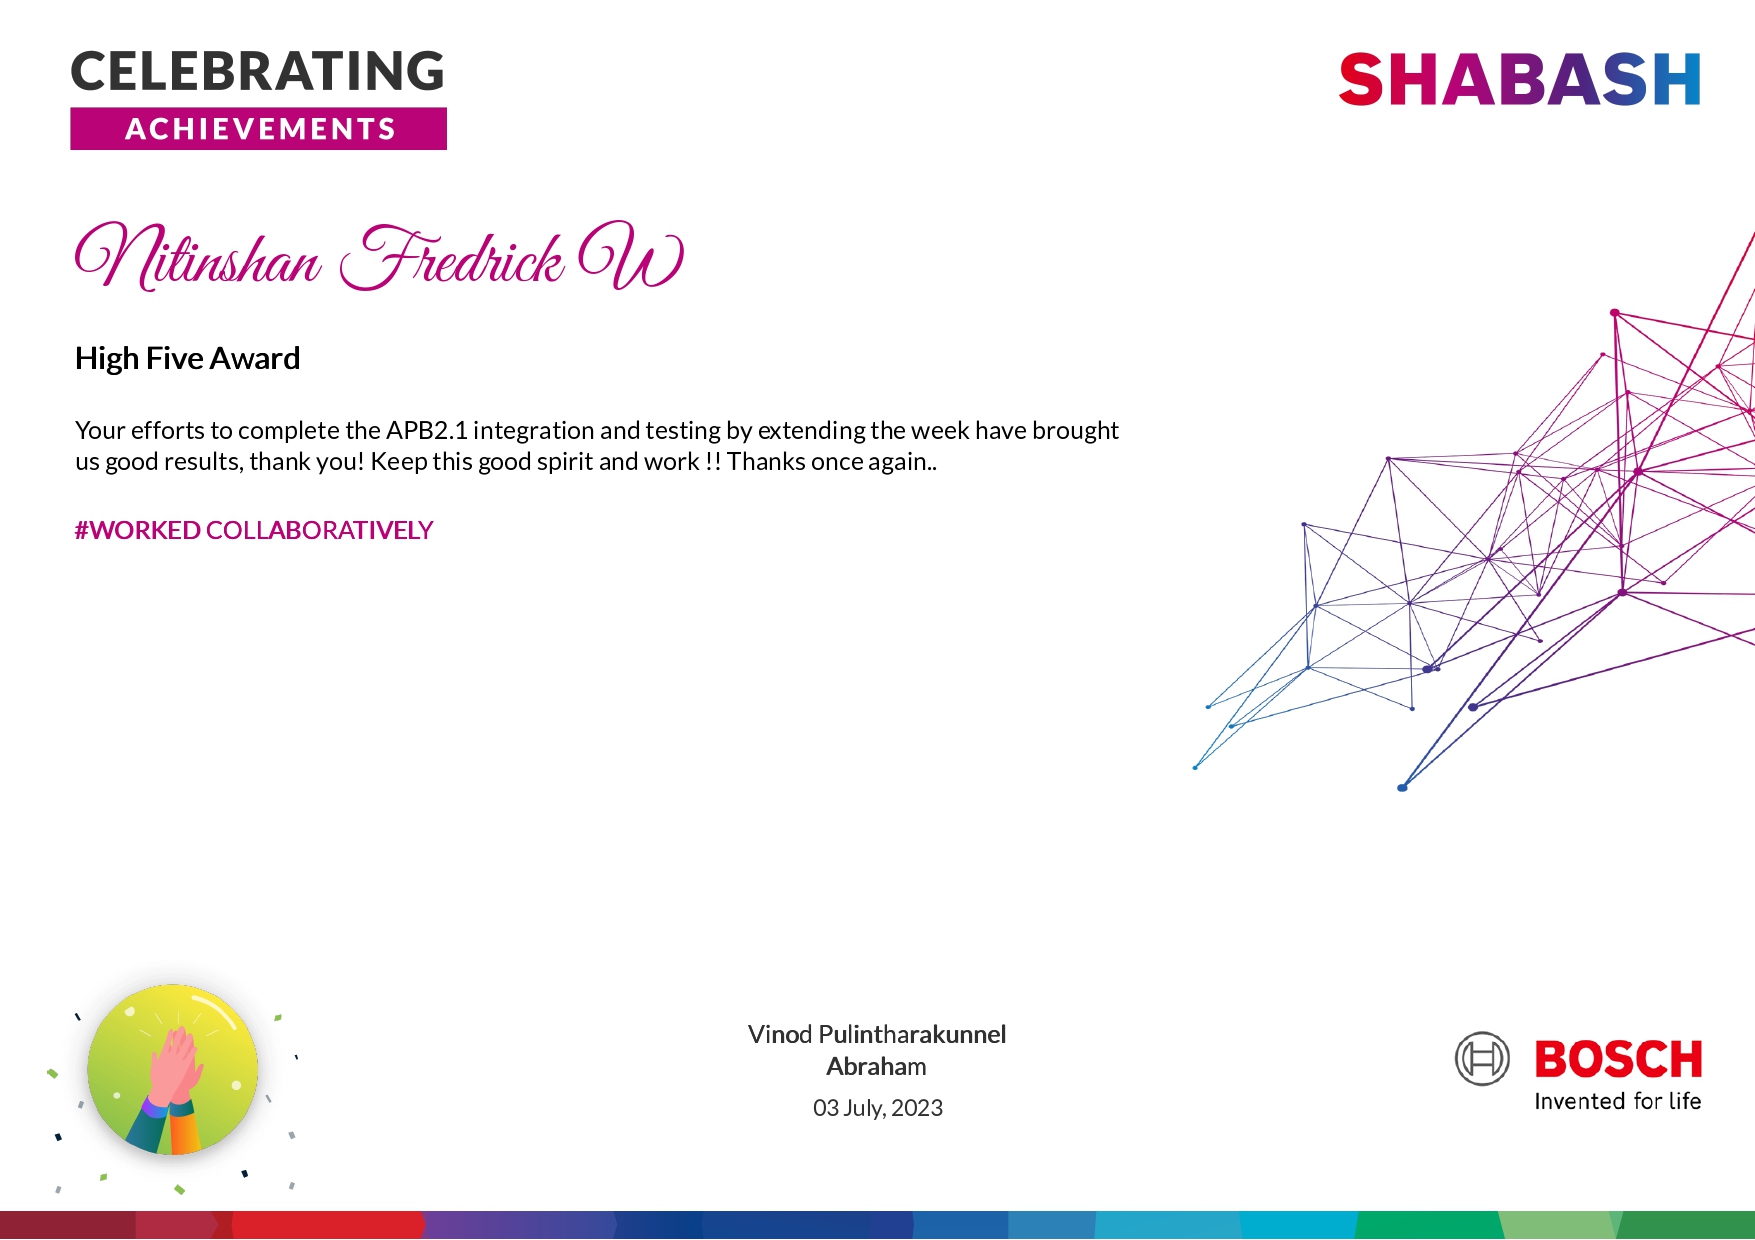 CELEBRATING
ACHIEVEMENTS
SHABASH
Nitinshan Fredrick W
High Five Award
Your efforts to complete the APB2.1 integration and testing by extending the week have brought
us good results, thank you! Keep this good spirit and work !! Thanks once again..
#WORKED COLLABORATIVELY
Vinod Pulintharakunnel
Abraham
03 July, 2023
BOSCH
Invented for life